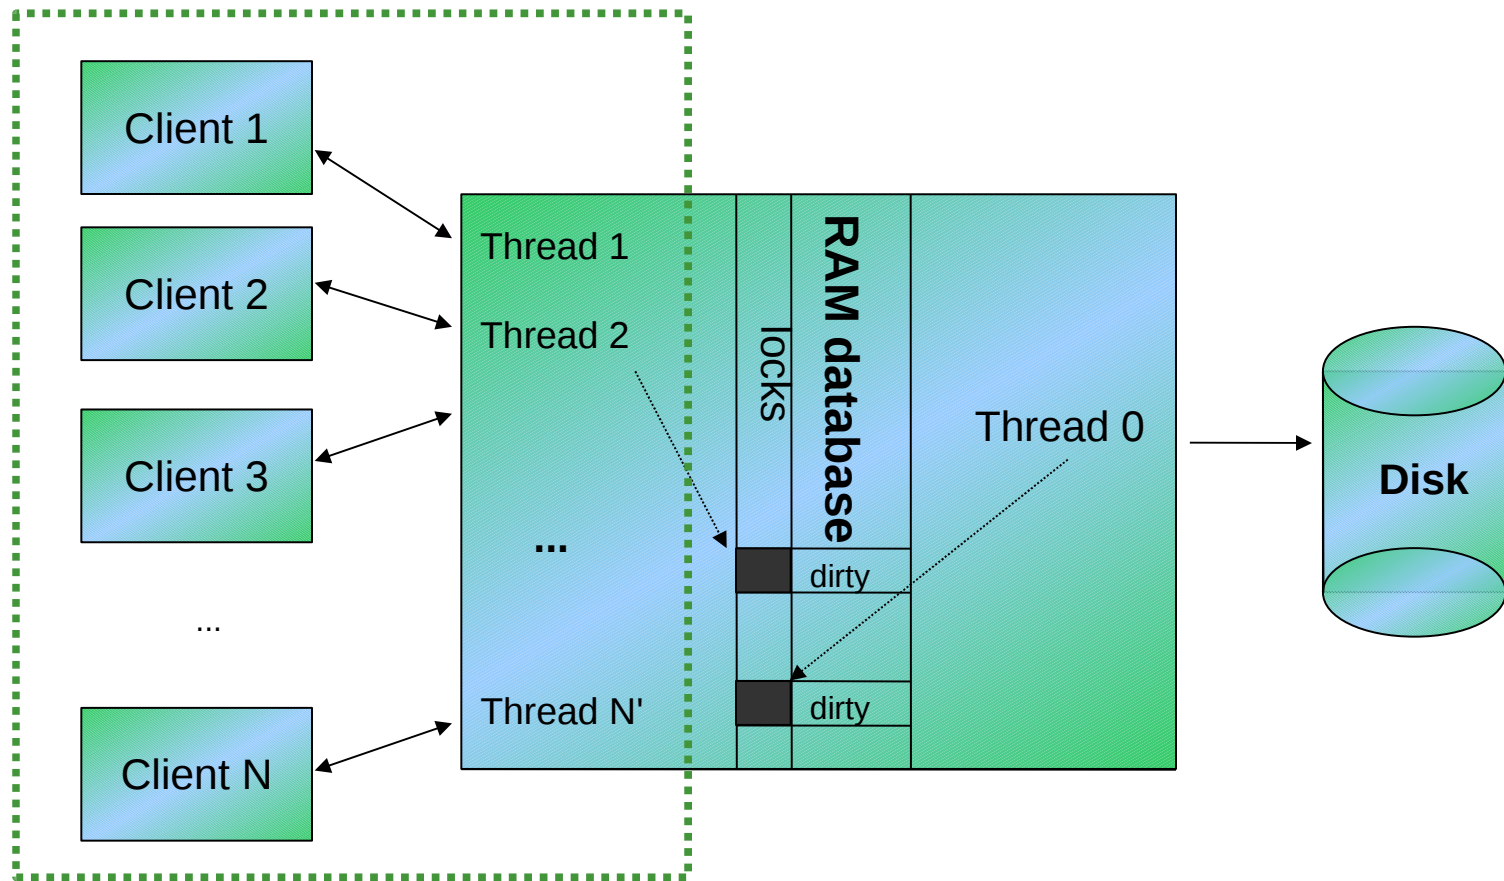 Client 1
Client 2
Client 3
...
Client N
Thread 1
Thread 2
...
Thread N'
locks
RAM database
dirty
dirty
Thread 0
Disk